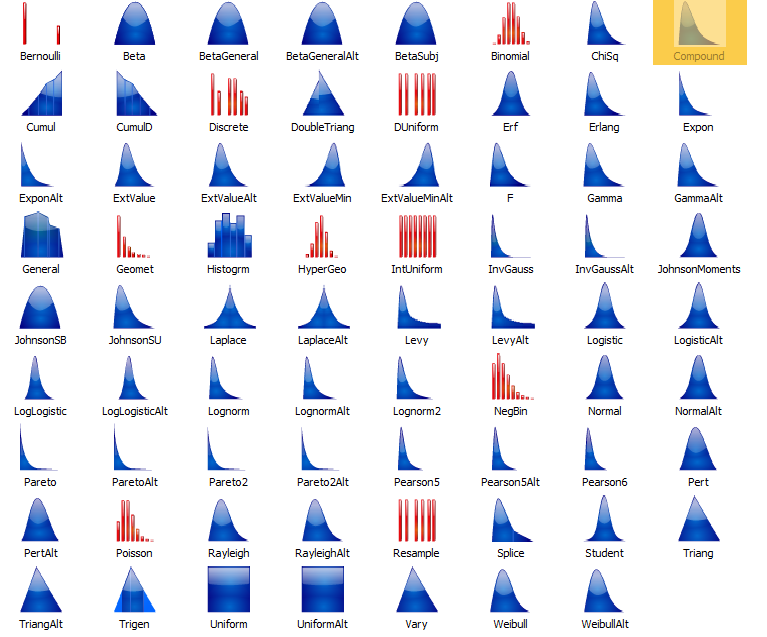 Bernoulli Beta BetaGeneral BetaGeneralAlt BetaSubj Binomial ChiSq Compound
Cumul CumulD Discrete DoubleTriang DUniform Erf Erlang Expon
ExponAlt ExtValue ExtValueAlt ExtValueMin ExtValueMinAlt F Gamma GammaAlt
General Geomet Histogrm HyperGeo IntUniform InvGauss InvGaussAlt JohnsonMoments
JohnsonSB JohnsonSU Laplace LaplaceAlt Levy LevyAlt Logistic LogisticAlt
LogLogistic LogLogisticAlt Lognorm LognormAlt Lognorm2 NegBin Normal NormalAlt
Pareto ParetoAlt Pareto2 Pareto2Alt Pearson5 Pearson5Alt Pearson6 Pert
PertAlt Poisson Rayleigh RayleighAlt Resample Splice Student Triang
TriangAlt Trigen Uniform UniformAlt Vary Weibull WeibullAlt